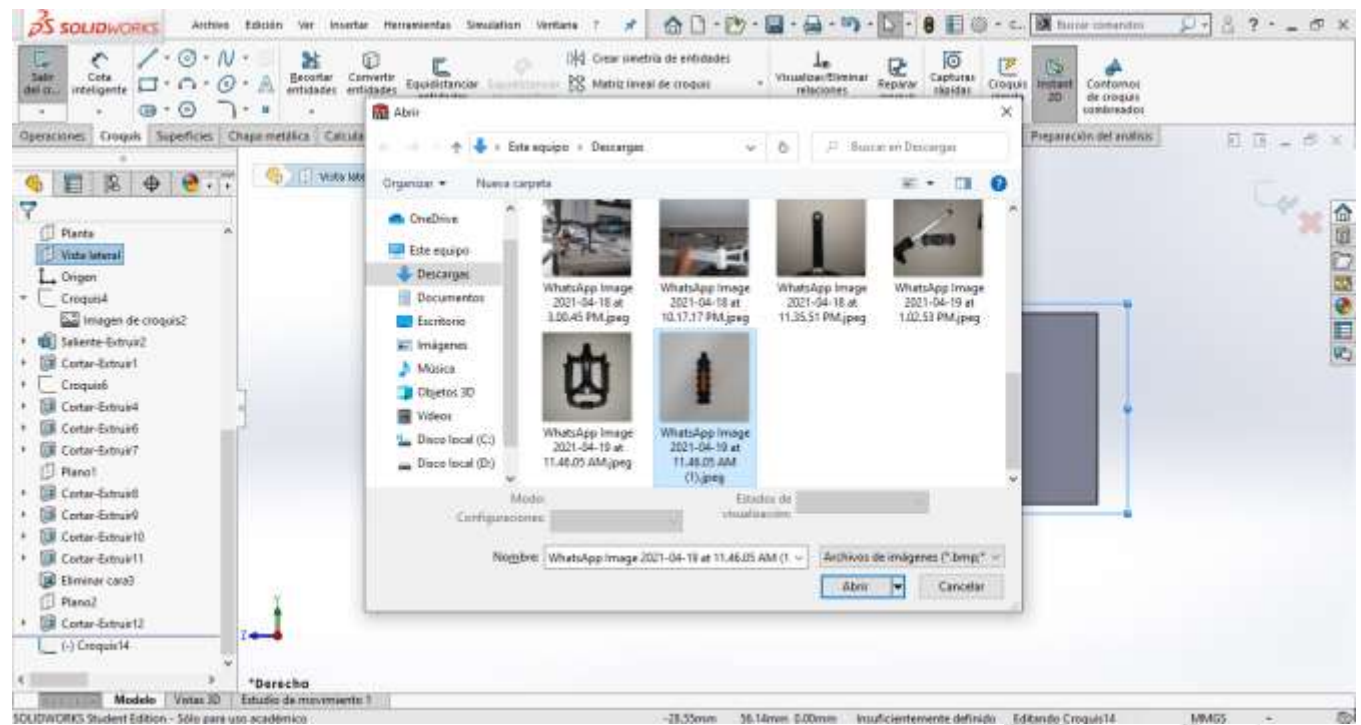 SOLIDWORKS Archivo Edición Ver Insertar Herramientas Simulation Ventana ? Buscar comandos
Salir del cr...
Cota inteligente
Recortar entidades
Convertir entidades
Equidistanciar
Crear simetría de entidades
Matriz lineal de croquis
Visualizar/Eliminar relaciones
Reparar
Capturas rápidas
Croquis
Instant 2D
Contornos de croquis combinados
Operaciones Croquis Superficies Chapa metálica Preparación del análisis
Planta
Vista lateral
Origen
Croquis4
Imagen de croquis2
Saliente-Extruir2
Cortar-Extruir1
Croquis6
Cortar-Extruir4
Cortar-Extruir6
Cortar-Extruir7
Plano1
Cortar-Extruir8
Cortar-Extruir9
Cortar-Extruir10
Cortar-Extruir11
Eliminar cara3
Plano2
Cortar-Extruir12
(-) Croquis14
Abrir
Este equipo Descargas
Buscar en Descargas
Organizar Nueva carpeta
OneDrive
Este equipo
Descargas
Documentos
Escritorio
Imágenes
Música
Objetos 3D
Vídeos
Disco local (C:)
Disco local (D:)
WhatsApp Image 2021-04-18 at 3.00.45 PM.jpeg
WhatsApp Image 2021-04-18 at 10.17.17 PM.jpeg
WhatsApp Image 2021-04-18 at 11.35.51 PM.jpeg
WhatsApp Image 2021-04-19 at 1.02.53 PM.jpeg
WhatsApp Image 2021-04-19 at 11.46.05 AM.jpeg
WhatsApp Image 2021-04-19 at 11.46.05 AM (1).jpeg
Modo:
Configuraciones:
Estados de visualización:
Nombre: WhatsApp Image 2021-04-19 at 11.46.05 AM (1
Archivos de imágenes (*.bmp;*
Abrir Cancelar
Y
Z
*Derecha
Modelo Vistas 3D Estudio de movimiento 1
SOLIDWORKS Student Edition - Sólo para uso académico -28.55mm 56.14mm 0.00mm Insuficientemente definido Editando Croquis14 MMGS